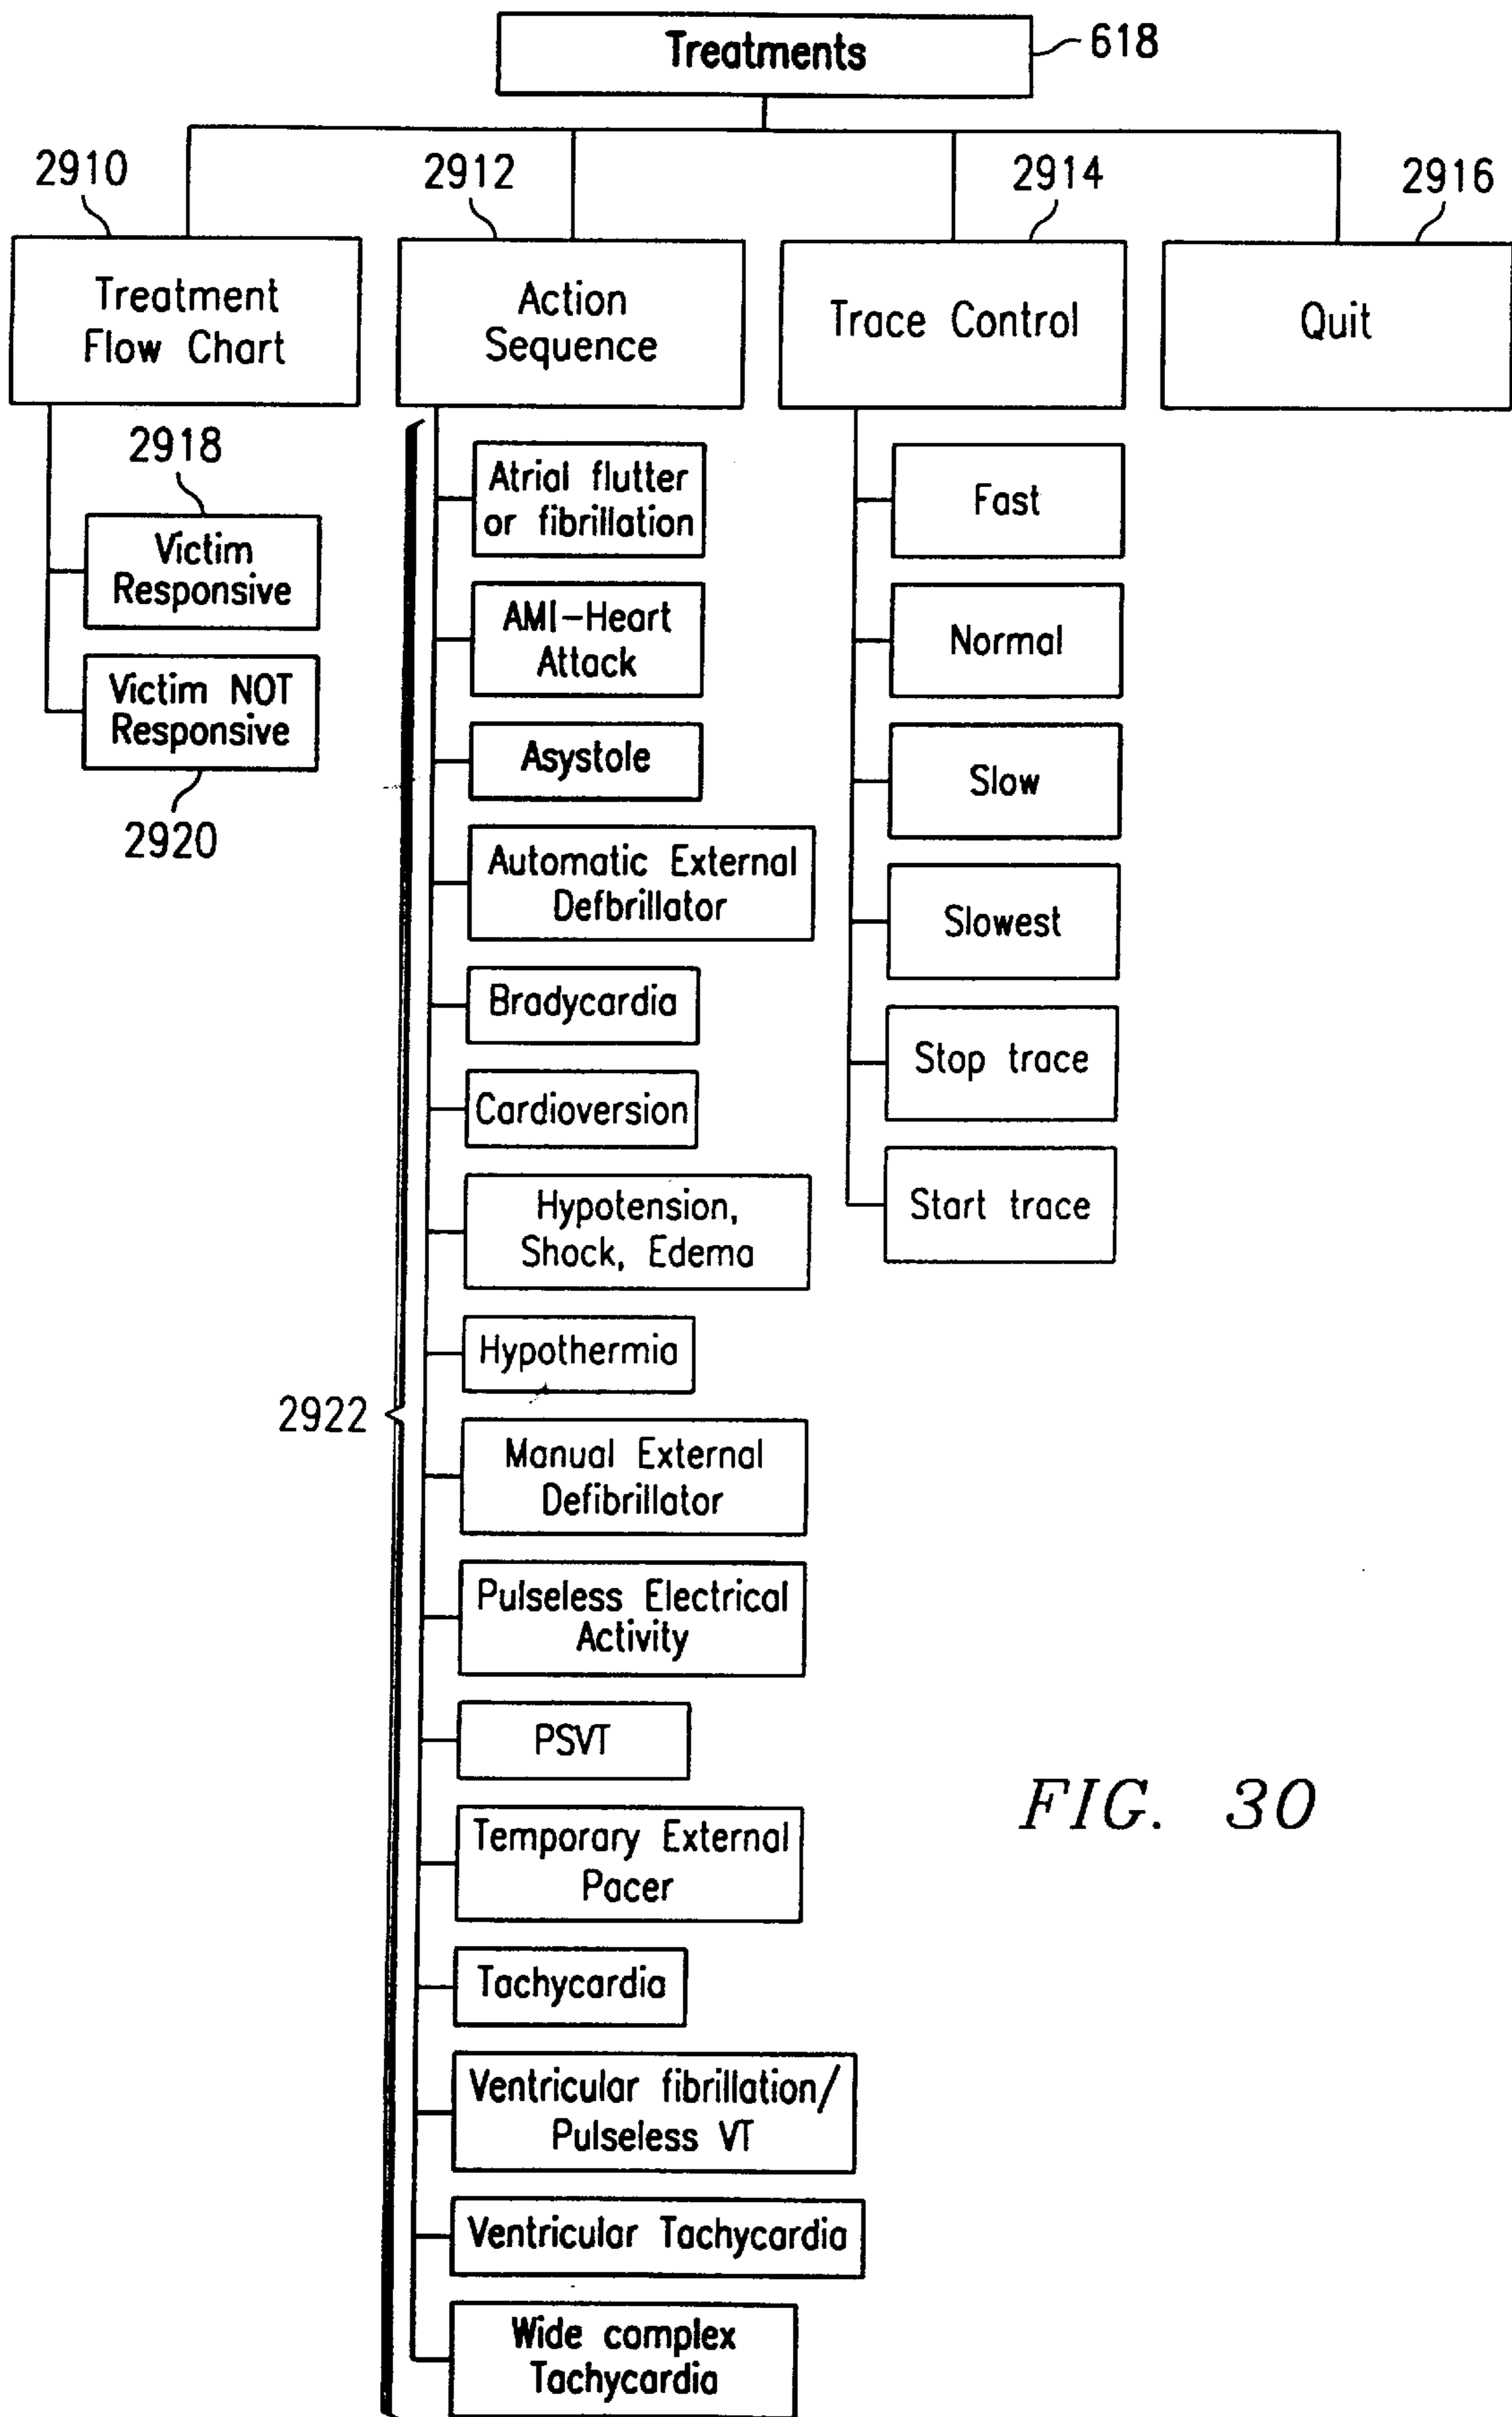 Treatments
618
2910
2912
2914
2916
Treatment
Flow Chart
Action
Sequence
Trace Control
Quit
2918
Victim
Responsive
Victim NOT
Responsive
2920
2922
Atrial flutter
or fibrillation
AMI-Heart
Attack
Asystole
Automatic External
Defbrillator
Bradycardia
Cardioversion
Hypotension,
Shock, Edema
Hypothermia
Manual External
Defibrillator
Pulseless Electrical
Activity
PSVT
Temporary External
Pacer
Tachycardia
Ventricular fibrillation/
Pulseless VT
Ventricular Tachycardia
Wide complex
Tachycardia
Fast
Normal
Slow
Slowest
Stop trace
Start trace
FIG. 30